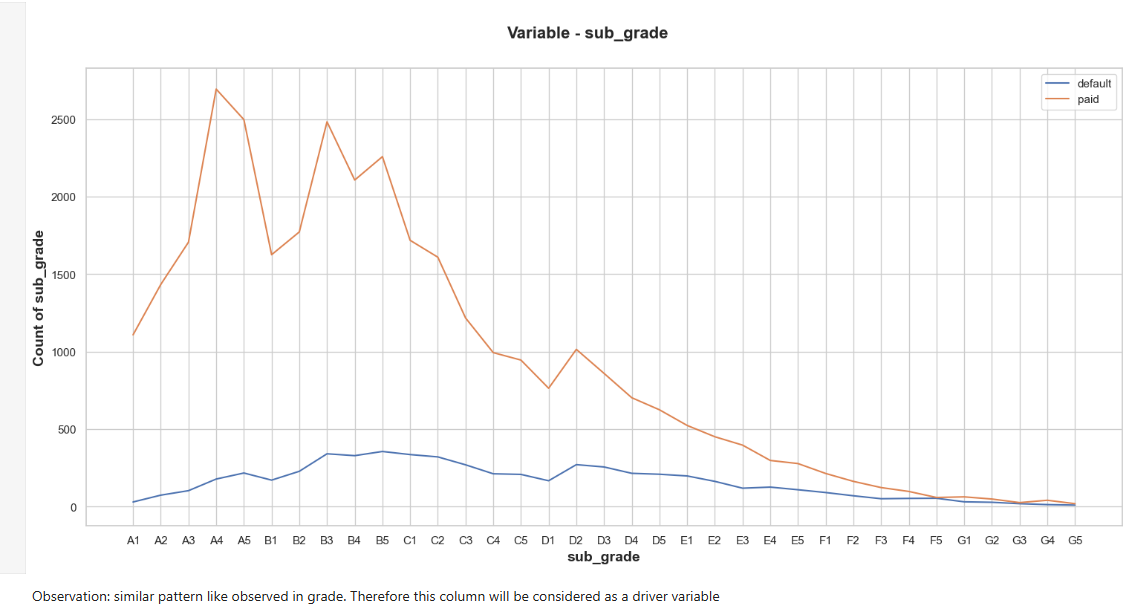 Variable - sub_grade
default
paid
Count of sub_grade
2500
2000
1500
1000
500
0
A1 A2 A3 A4 A5 B1 B2 B3 B4 B5 C1 C2 C3 C4 C5 D1 D2 D3 D4 D5 E1 E2 E3 E4 E5 F1 F2 F3 F4 F5 G1 G2 G3 G4 G5
sub_grade
Observation: similar pattern like observed in grade. Therefore this column will be considered as a driver variable